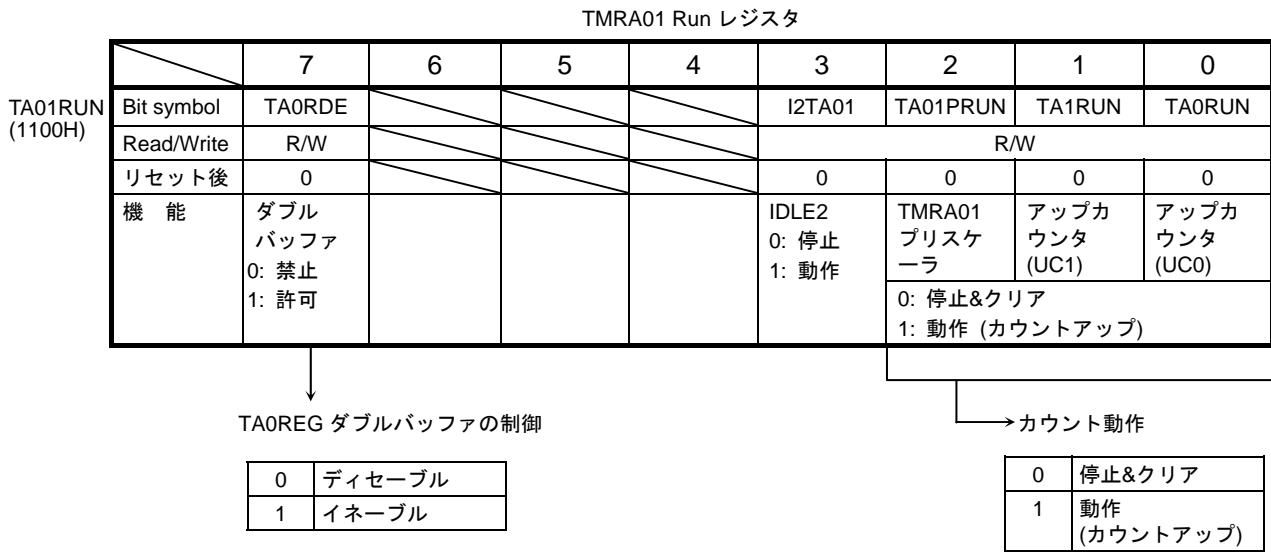 TMRA01 Run レジスタ
7 6 5 4 3 2 1 0
TA01RUN
(1100H)
Bit symbol TA0RDE I2TA01 TA01PRUN TA1RUN TA0RUN
Read/Write R/W R/W
リセット後 0 0 0 0 0
機 能
ダブル
バッファ
0: 禁止
1: 許可
IDLE2
0: 停止
1: 動作
TMRA01
プリスケ
ーラ
アップカ
ウンタ
(UC1)
アップカ
ウンタ
(UC0)
0: 停止&クリア
1: 動作 (カウントアップ)
TA0REG ダブルバッファの制御
0 ディセーブル
1 イネーブル
カウント動作
0 停止&クリア
1 動作
(カウントアップ)